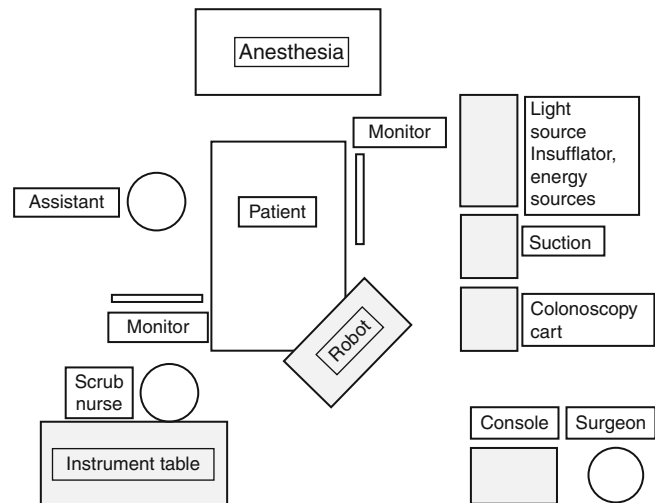 Anesthesia
Monitor
Light
source
Insufflator,
energy
sources
Assistant
Patient
Suction
Monitor
Robot
Colonoscopy
cart
Scrub
nurse
Console
Surgeon
Instrument table